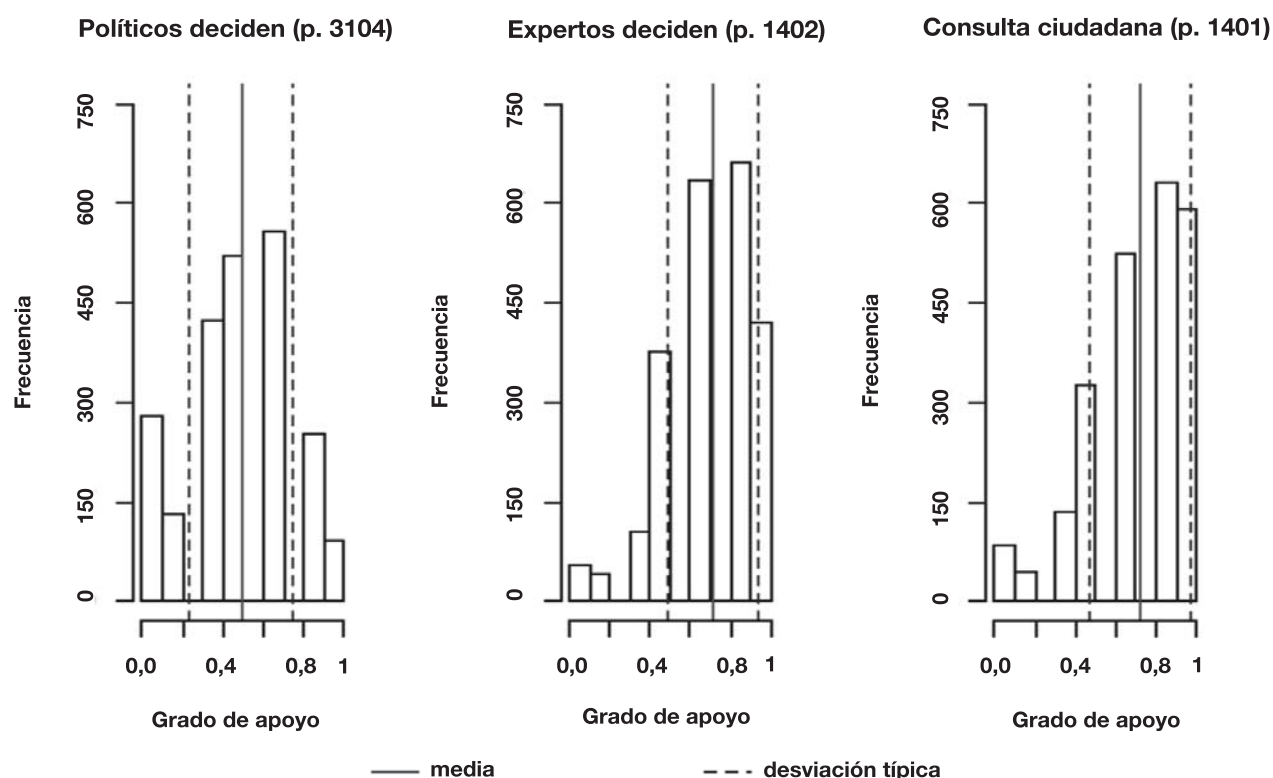 Políticos deciden (p. 3104)
Expertos deciden (p. 1402)
Consulta ciudadana (p. 1401)
Frecuencia
750
600
450
300
150
0
0,0 0,4 0,8 1
Grado de apoyo
Frecuencia
750
600
450
300
150
0
0,0 0,4 0,8 1
Grado de apoyo
Frecuencia
750
600
450
300
150
0
0,0 0,4 0,8 1
Grado de apoyo
media
desviación típica